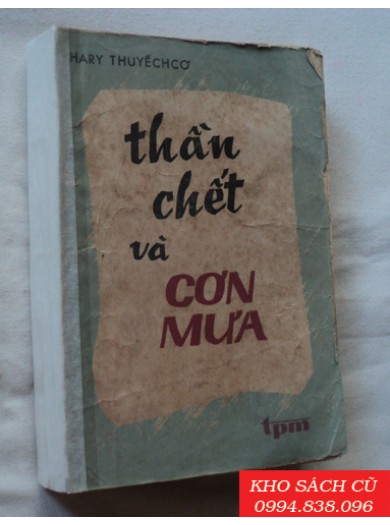 HARY THUYẾCHCƠ
thần
chết
và
CƠN
MƯA
tpm
KHO SÁCH CŨ
0994.838.096